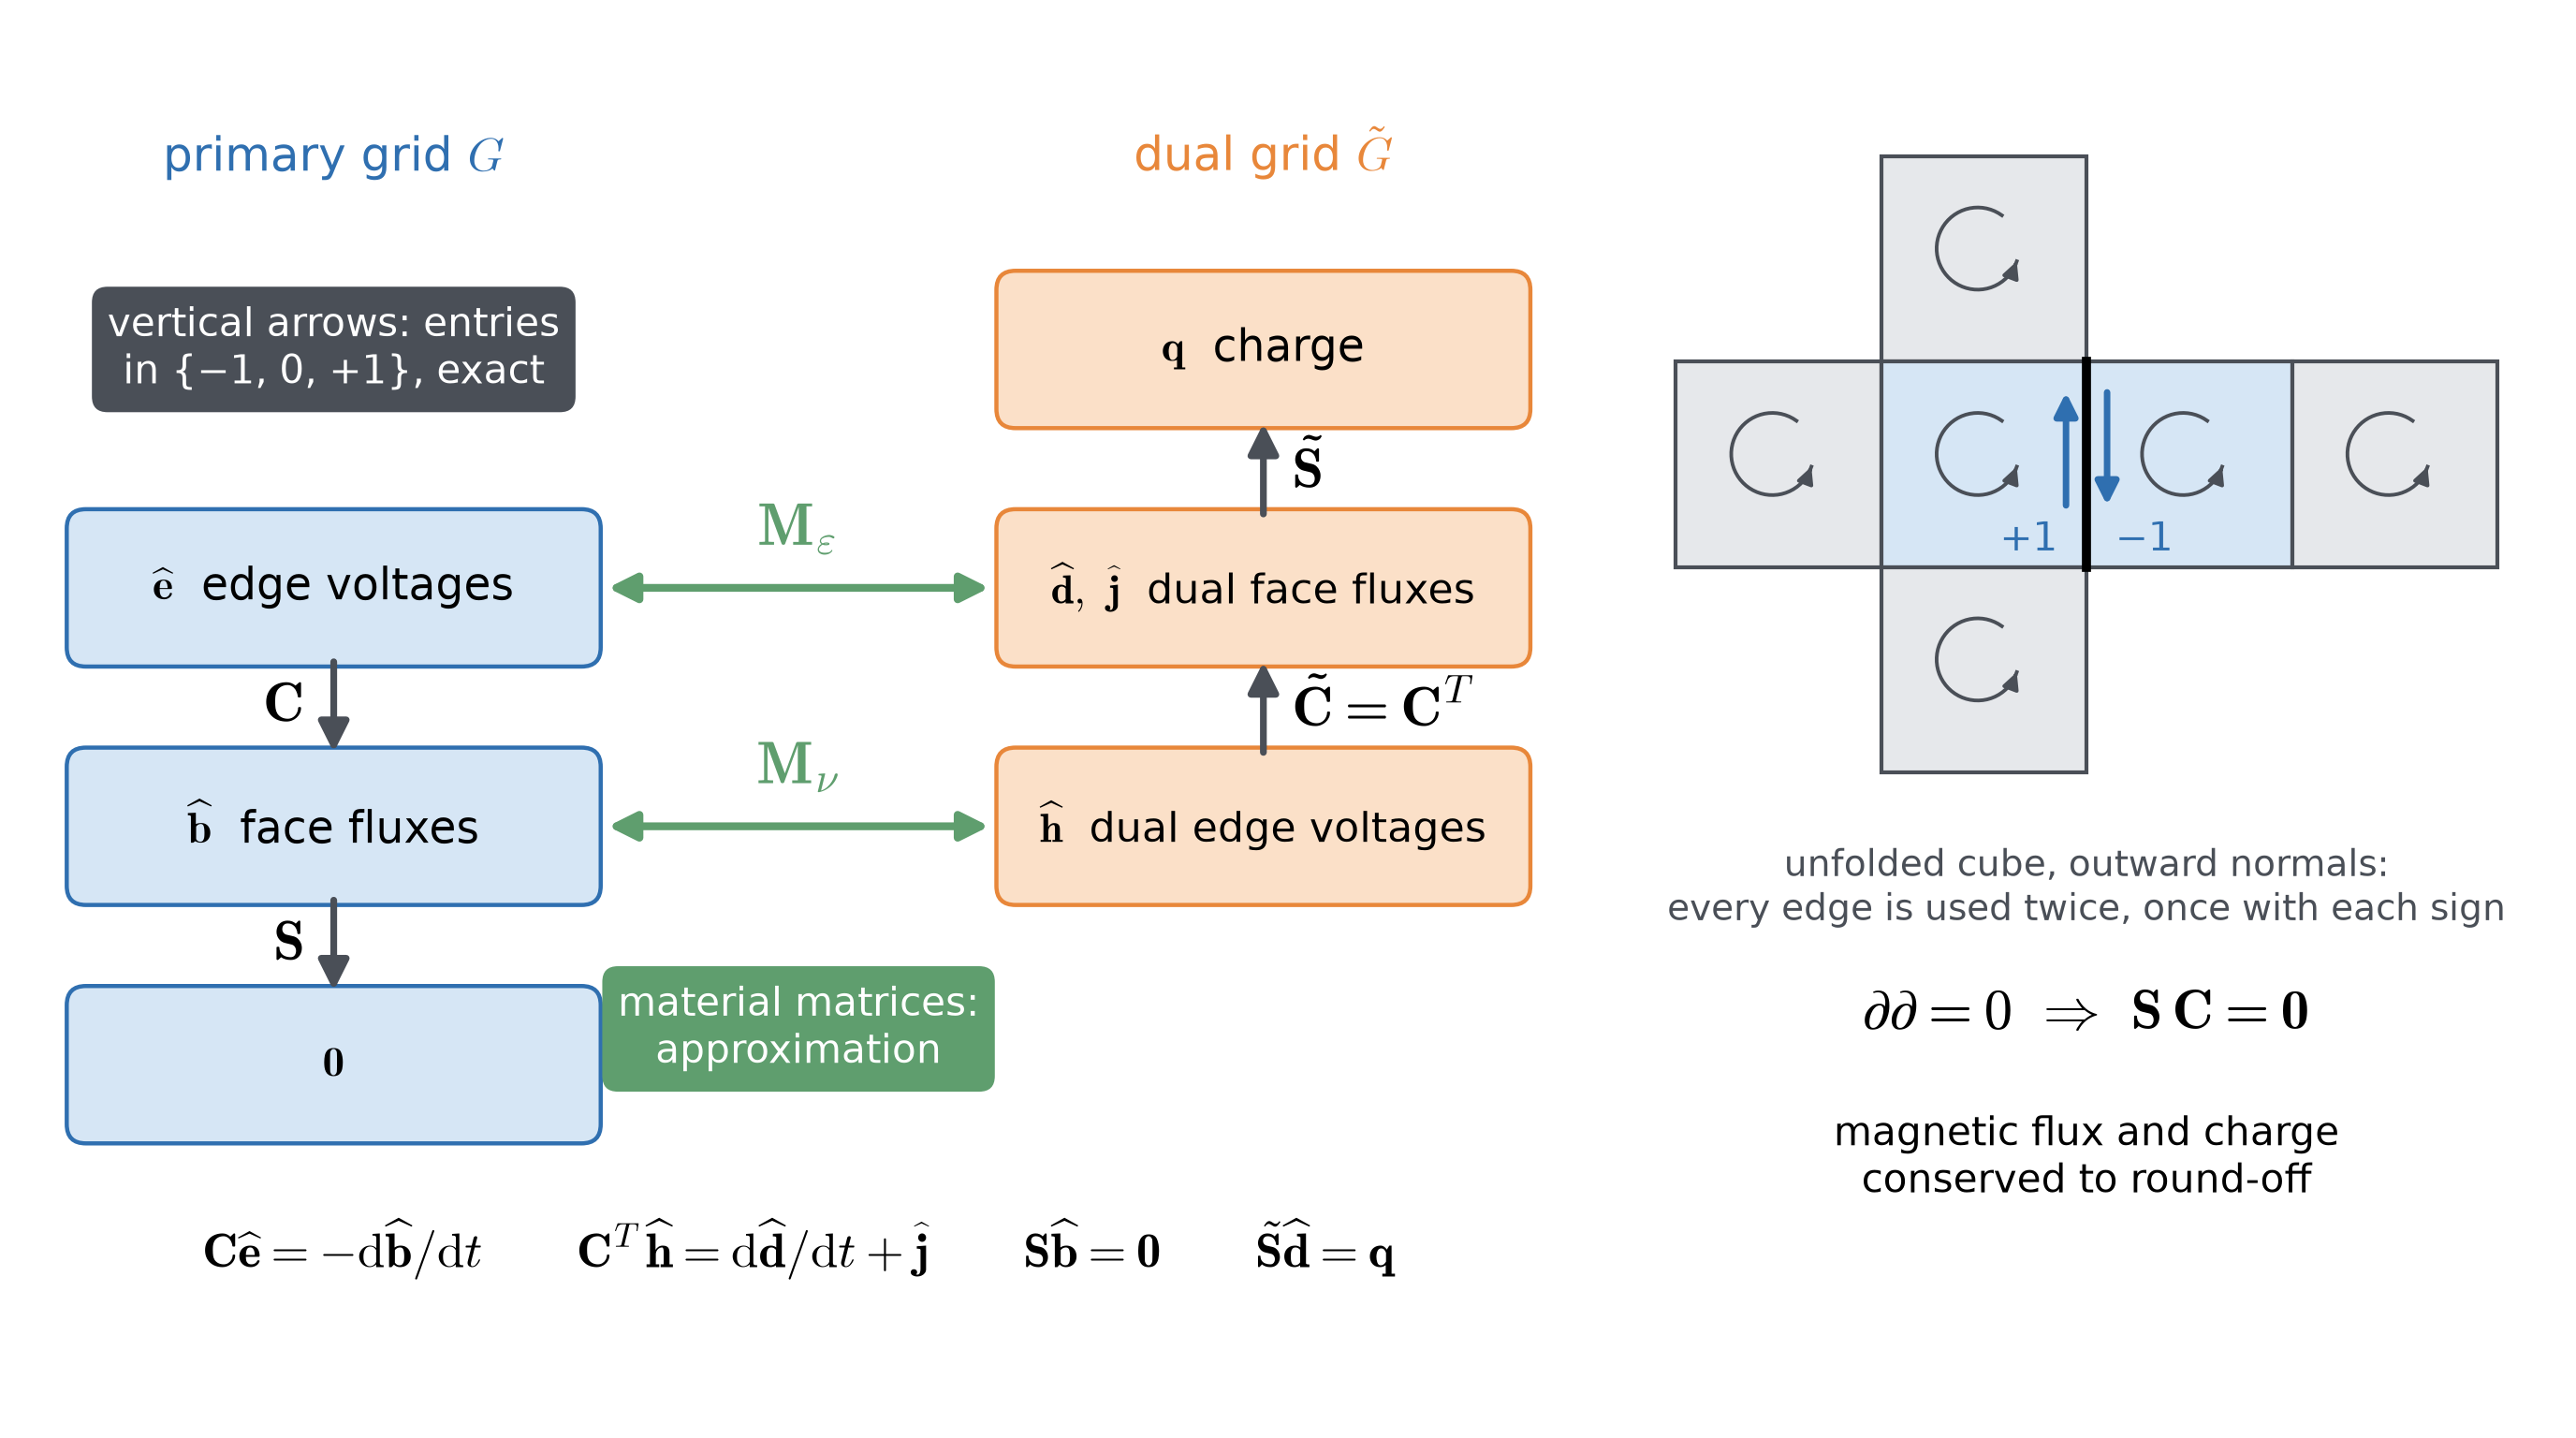 primary grid G
dual grid G̃
vertical arrows: entries
in {−1, 0, +1}, exact
q charge
S̃
M_ε
ê edge voltages
d̂, ĵ dual face fluxes
C
C̃ = C^T
M_ν
b̂ face fluxes
ĥ dual edge voltages
S
material matrices:
approximation
0
Cê = −db̂/dt
C^T ĥ = dd̂/dt + ĵ
Sb̂ = 0
S̃d̂ = q
+1
−1
unfolded cube, outward normals:
every edge is used twice, once with each sign
∂∂ = 0 ⇒ S C = 0
magnetic flux and charge
conserved to round-off